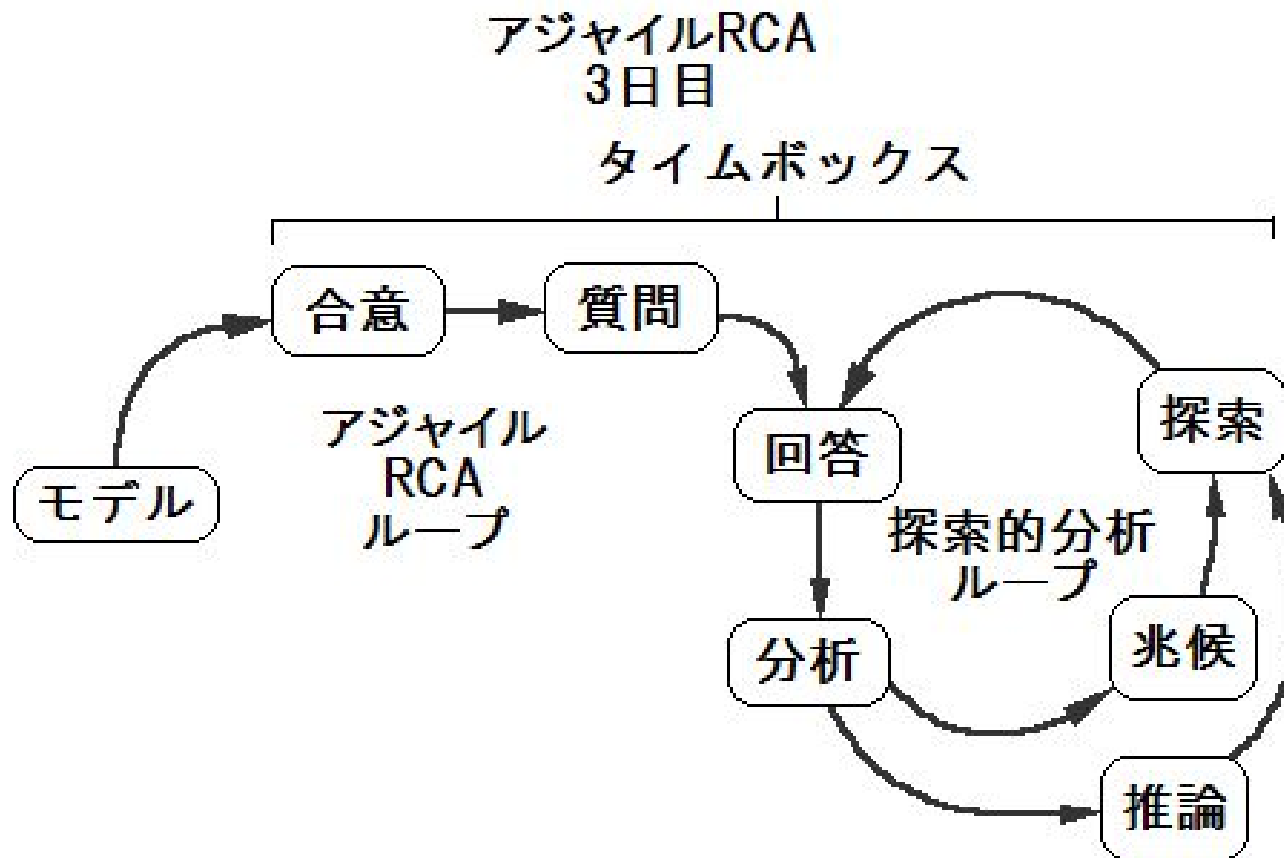 アジャイルRCA
3日目
タイムボックス
合意
質問
モデル
アジャイル
RCA
ループ
回答
探索
探索的分析
ループ
分析
兆候
推論